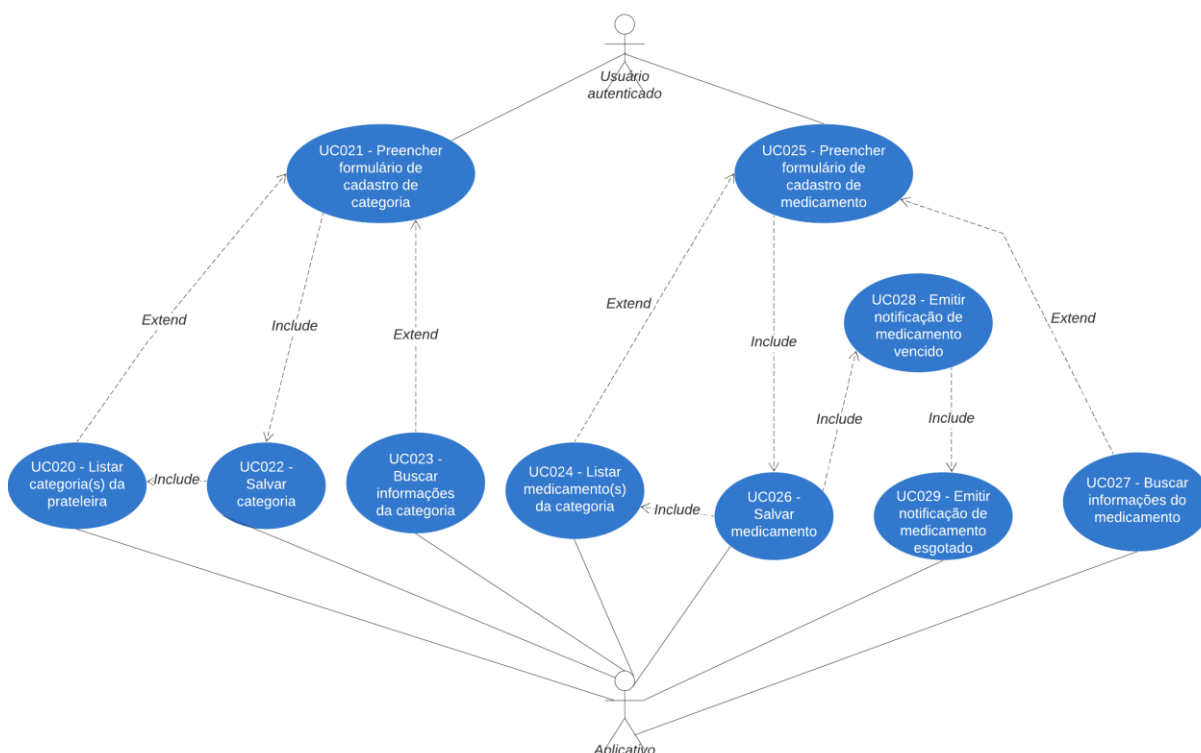 Usuário
autenticado
UC021 - Preencher
formulário de
cadastro de
categoria
UC025 - Preencher
formulário de
cadastro de
medicamento
UC028 - Emitir
notificação de
medicamento
vencido
Extend
Include
Extend
Extend
Include
Extend
Include
Include
UC020 - Listar
categoria(s) da
prateleira
Include
UC022 -
Salvar
categoria
UC023 -
Buscar
informações
da categoria
UC024 - Listar
medicamento(s)
da categoria
Include
UC026 -
Salvar
medicamento
UC029 - Emitir
notificação de
medicamento
esgotado
UC027 - Buscar
informações do
medicamento
Aplicativo